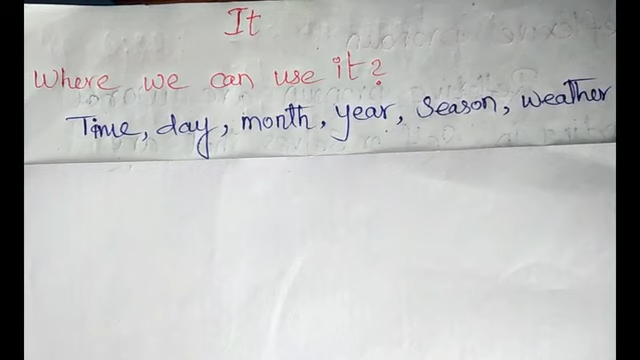 It
Where we can use it?
Time, day, month, year, season, weather